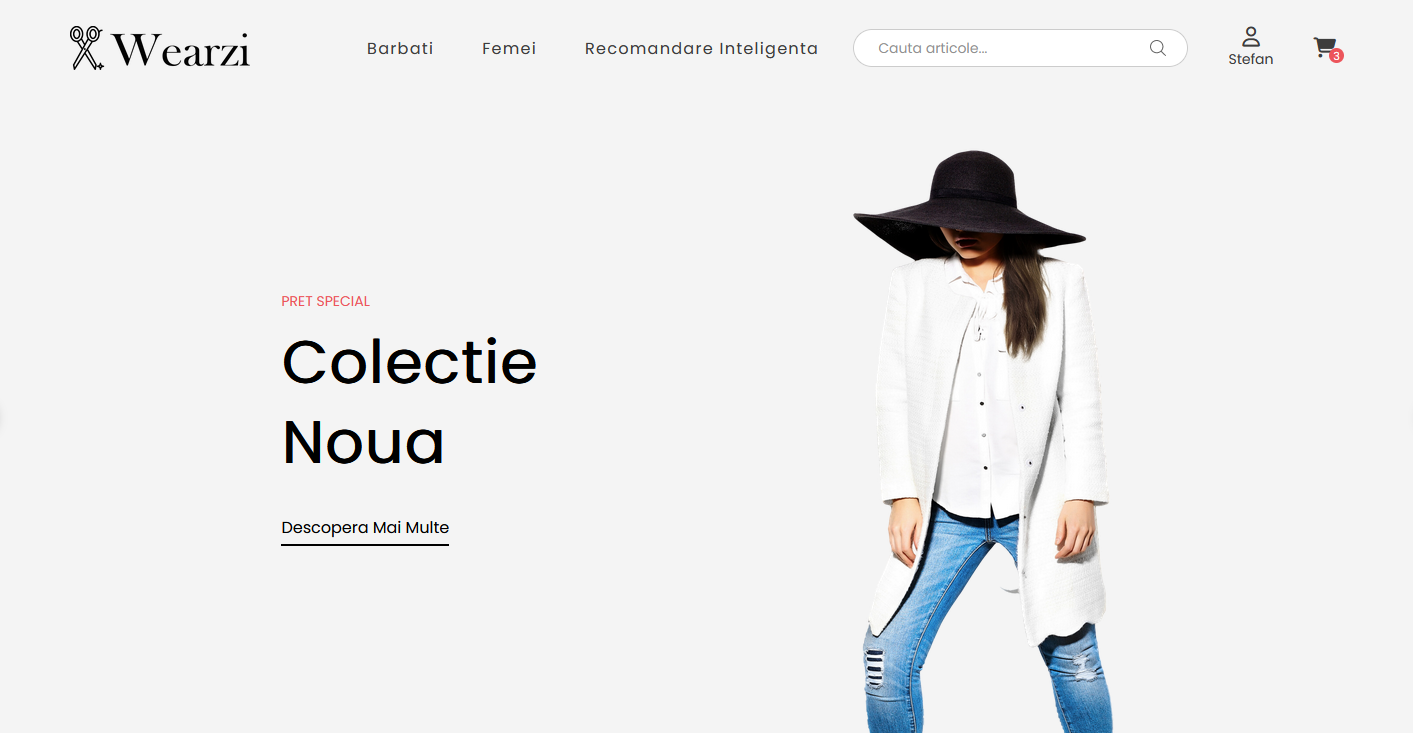 Wearzi
Barbati
Femei
Recomandare Inteligenta
Cauta articole...
Stefan
3
PRET SPECIAL
Colectie
Noua
Descopera Mai Multe